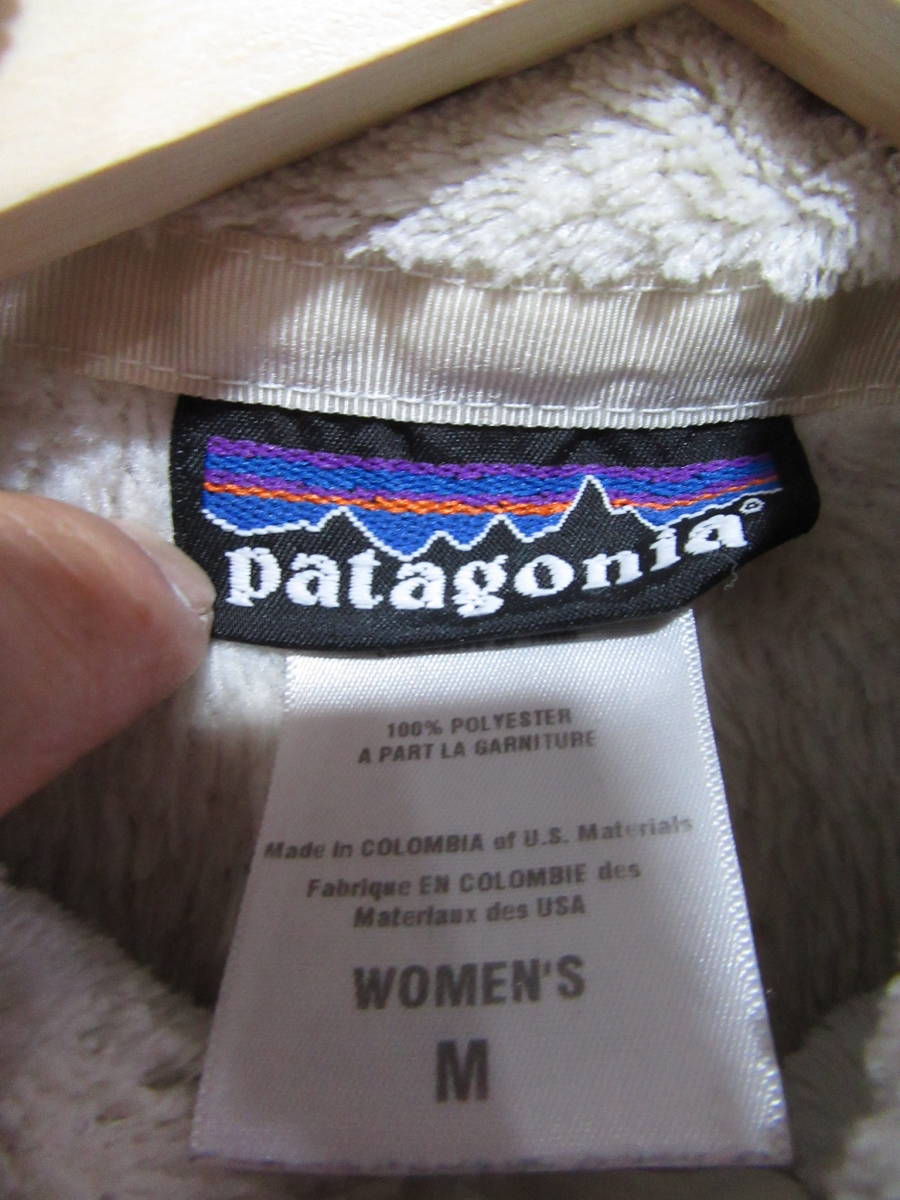 patagonia®
100% POLYESTER
A PART LA GARNITURE
Made in COLOMBIA of U.S. Materials
Fabrique EN COLOMBIE des
Materiaux des USA
WOMEN'S
M